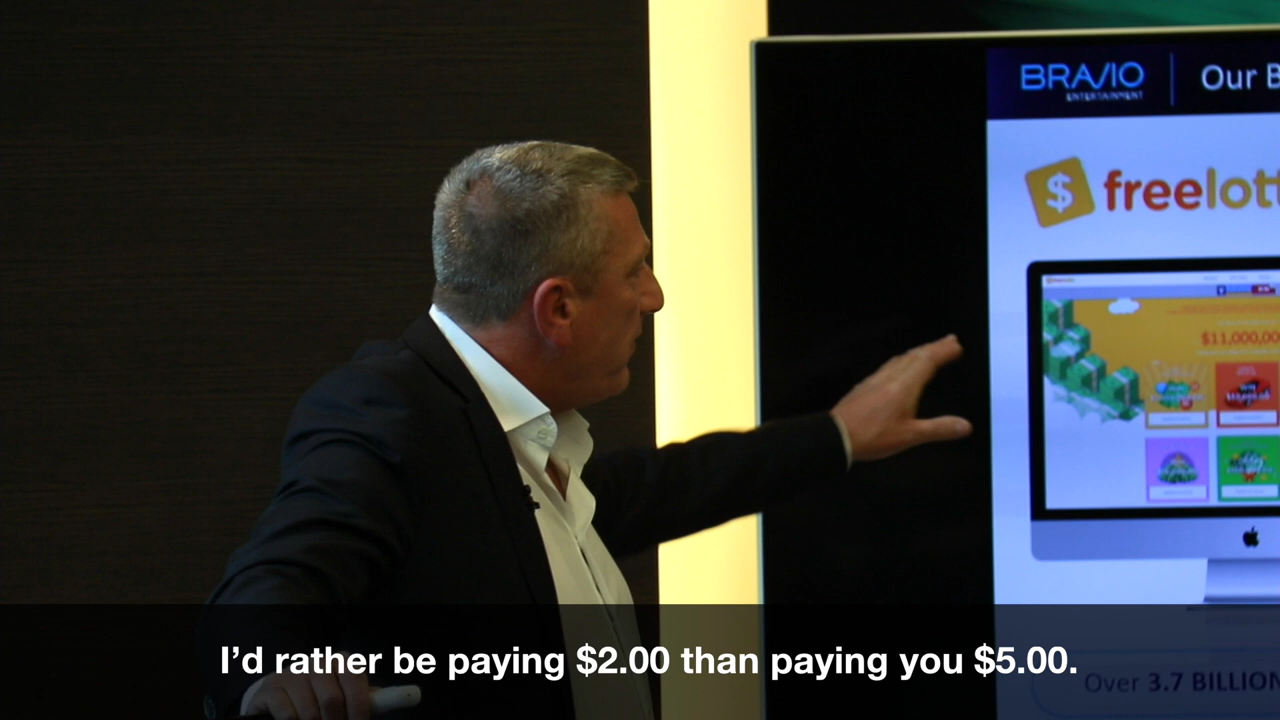 BRAVIO
ENTERTAINMENT
Our B
$ freelott
$11,000,00
I’d rather be paying $2.00 than paying you $5.00.
Over 3.7 BILLION